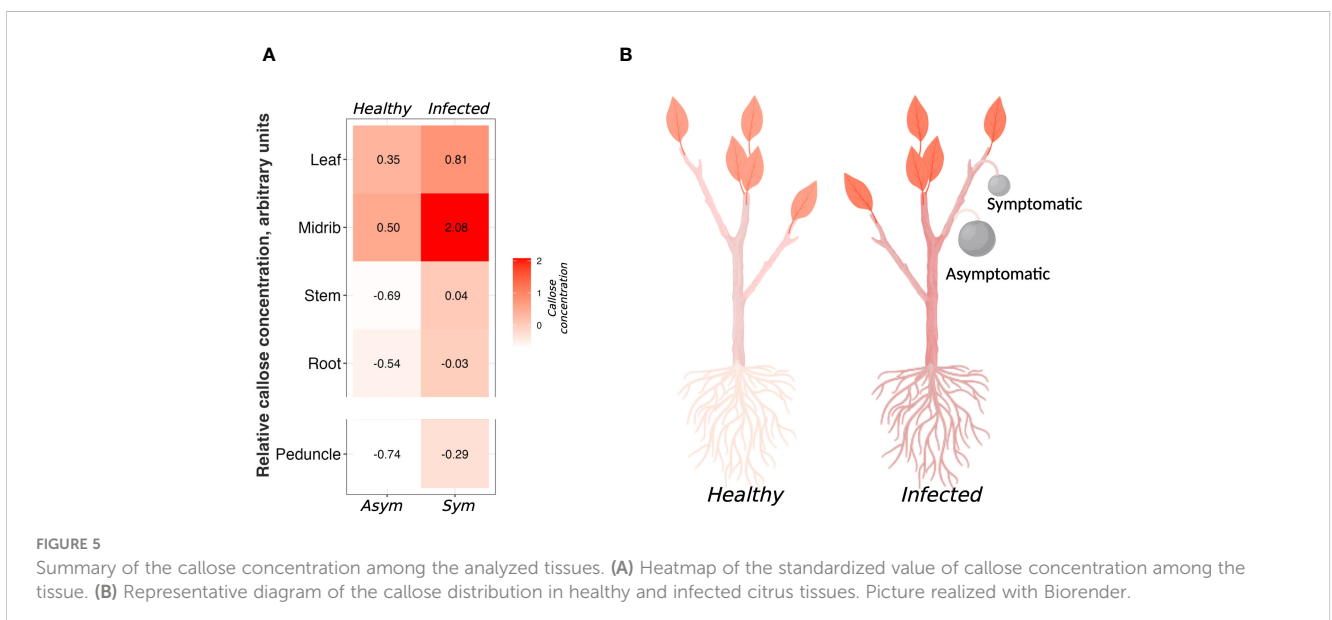 A
B
Healthy Infected
Relative callose concentration, arbitrary units
Leaf 0.35 0.81
Midrib 0.50 2.08
Stem -0.69 0.04
Root -0.54 -0.03
Peduncle -0.74 -0.29
Asym Sym
2
1
0
Callose
concentration
Symptomatic
Asymptomatic
Healthy
Infected
FIGURE 5
Summary of the callose concentration among the analyzed tissues. (A) Heatmap of the standardized value of callose concentration among the
tissue. (B) Representative diagram of the callose distribution in healthy and infected citrus tissues. Picture realized with Biorender.